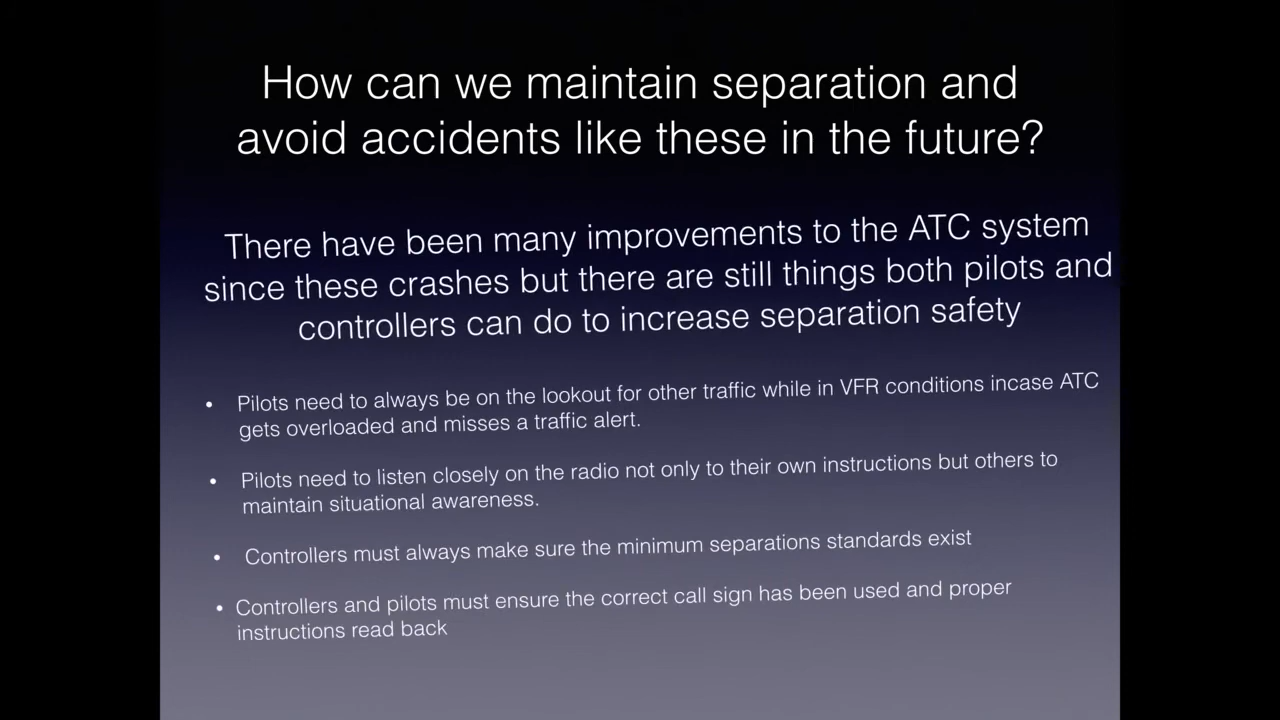 How can we maintain separation and
avoid accidents like these in the future?
There have been many improvements to the ATC system
since these crashes but there are still things both pilots and
controllers can do to increase separation safety
• Pilots need to always be on the lookout for other traffic while in VFR conditions incase ATC
gets overloaded and misses a traffic alert.
• Pilots need to listen closely on the radio not only to their own instructions but others to
maintain situational awareness.
• Controllers must always make sure the minimum separations standards exist
• Controllers and pilots must ensure the correct call sign has been used and proper
instructions read back